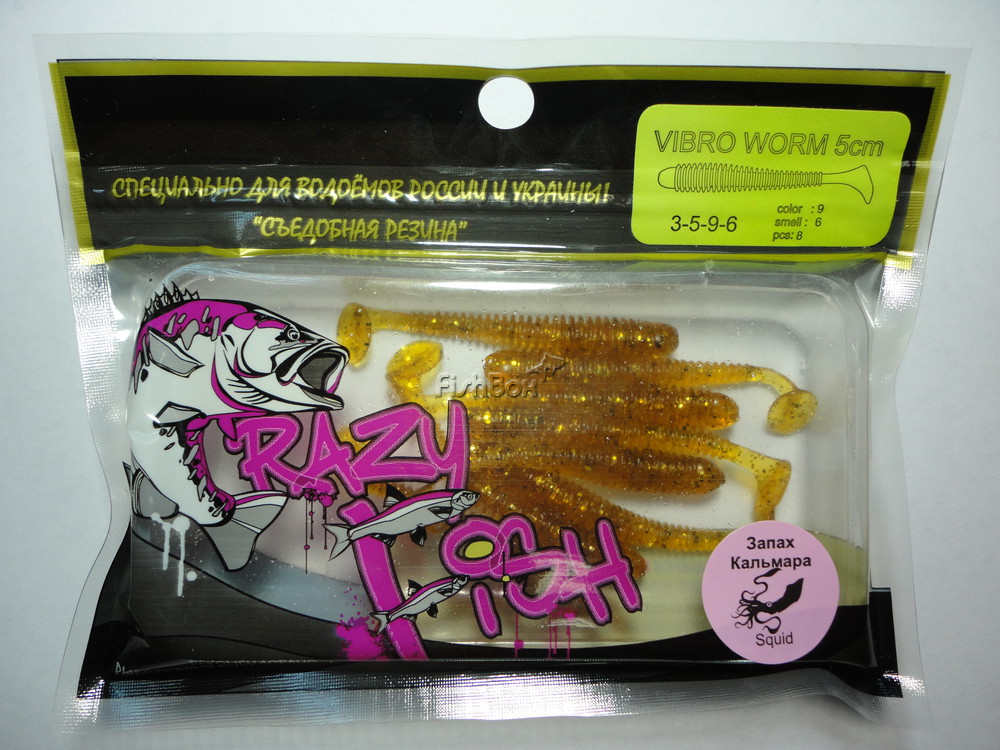 VIBRO WORM 5cm
3-5-9-6
color : 9
smell : 6
pcs: 8
СПЕЦИАЛЬНО ДЛЯ ВОДОЁМОВ РОССИИ И УКРАИНЫ!
"СЪЕДОБНАЯ РЕЗИНА"
FishBox
CRAZY
FISH
Запах
Кальмара
Squid